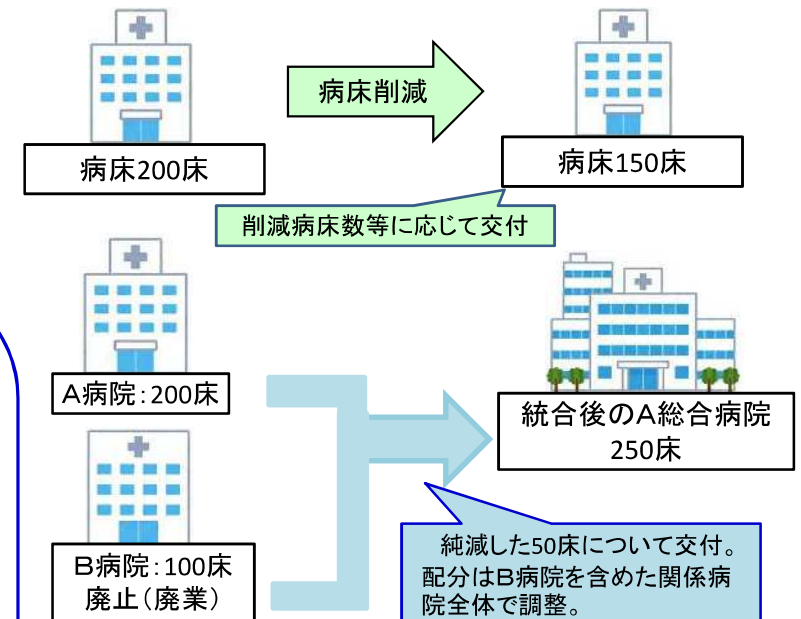 病床削減
病床200床
病床150床
削減病床数等に応じて交付
A病院：200床
統合後のA総合病院
250床
B病院：100床
廃止（廃業）
純減した50床について交付。
配分はB病院を含めた関係病
院全体で調整。